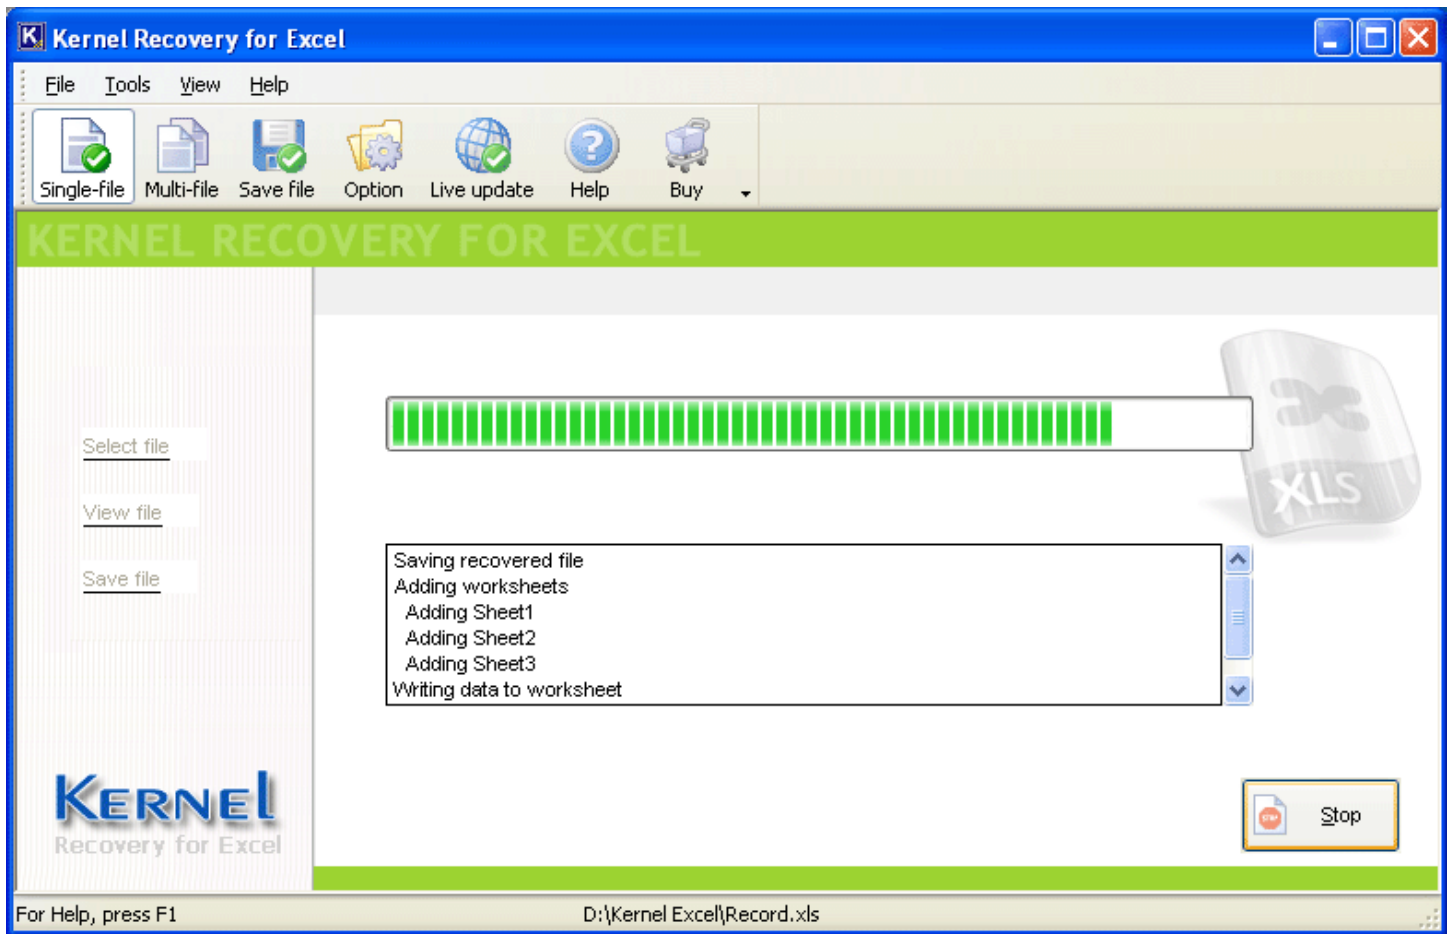 Kernel Recovery for Excel
File Tools View Help
Single-file Multi-file Save file Option Live update Help Buy
KERNEL RECOVERY FOR EXCEL
XLS
Select file
View file
Save file
Saving recovered file
Adding worksheets
Adding Sheet1
Adding Sheet2
Adding Sheet3
Writing data to worksheet
KERNEl
Recovery for Excel
STOP
Stop
For Help, press F1 D:\Kernel Excel\Record.xls